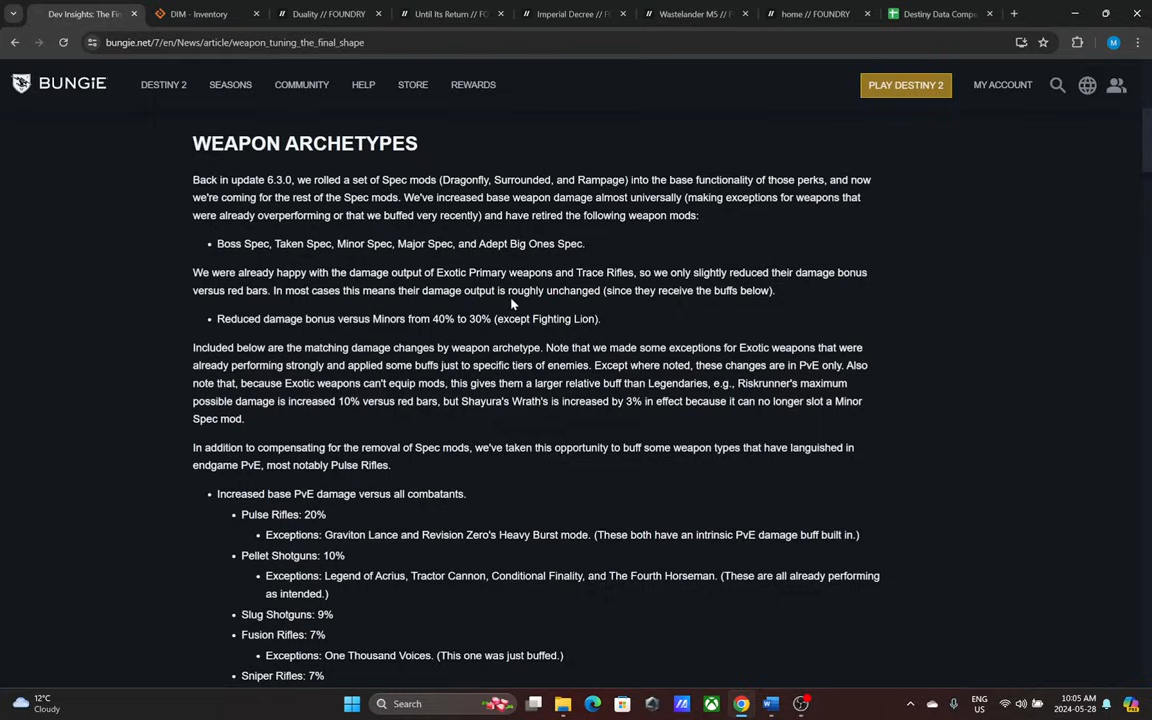 Dev Insights: The Fin
DIM - Inventory
Duality // FOUNDRY
Until Its Return // FO
Imperial Decree // FO
Wastelander M5 // F
home // FOUNDRY
Destiny Data Comp
bungie.net/7/en/News/article/weapon_tuning_the_final_shape
M
BUNGiE
DESTINY 2
SEASONS
COMMUNITY
HELP
STORE
REWARDS
PLAY DESTINY 2
MY ACCOUNT
WEAPON ARCHETYPES
Back in update 6.3.0, we rolled a set of Spec mods (Dragonfly, Surrounded, and Rampage) into the base functionality of those perks, and now
we're coming for the rest of the Spec mods. We've increased base weapon damage almost universally (making exceptions for weapons that
were already overperforming or that we buffed very recently) and have retired the following weapon mods:
• Boss Spec, Taken Spec, Minor Spec, Major Spec, and Adept Big Ones Spec.
We were already happy with the damage output of Exotic Primary weapons and Trace Rifles, so we only slightly reduced their damage bonus
versus red bars. In most cases this means their damage output is roughly unchanged (since they receive the buffs below).
• Reduced damage bonus versus Minors from 40% to 30% (except Fighting Lion).
Included below are the matching damage changes by weapon archetype. Note that we made some exceptions for Exotic weapons that were
already performing strongly and applied some buffs just to specific tiers of enemies. Except where noted, these changes are in PvE only. Also
note that, because Exotic weapons can't equip mods, this gives them a larger relative buff than Legendaries, e.g., Riskrunner's maximum
possible damage is increased 10% versus red bars, but Shayura's Wrath's is increased by 3% in effect because it can no longer slot a Minor
Spec mod.
In addition to compensating for the removal of Spec mods, we've taken this opportunity to buff some weapon types that have languished in
endgame PvE, most notably Pulse Rifles.
• Increased base PvE damage versus all combatants.
• Pulse Rifles: 20%
• Exceptions: Graviton Lance and Revision Zero's Heavy Burst mode. (These both have an intrinsic PvE damage buff built in.)
• Pellet Shotguns: 10%
• Exceptions: Legend of Acrius, Tractor Cannon, Conditional Finality, and The Fourth Horseman. (These are all already performing
as intended.)
• Slug Shotguns: 9%
• Fusion Rifles: 7%
• Exceptions: One Thousand Voices. (This one was just buffed.)
• Sniper Rifles: 7%
12°C
Cloudy
Search
ENG
US
10:05 AM
2024-05-28